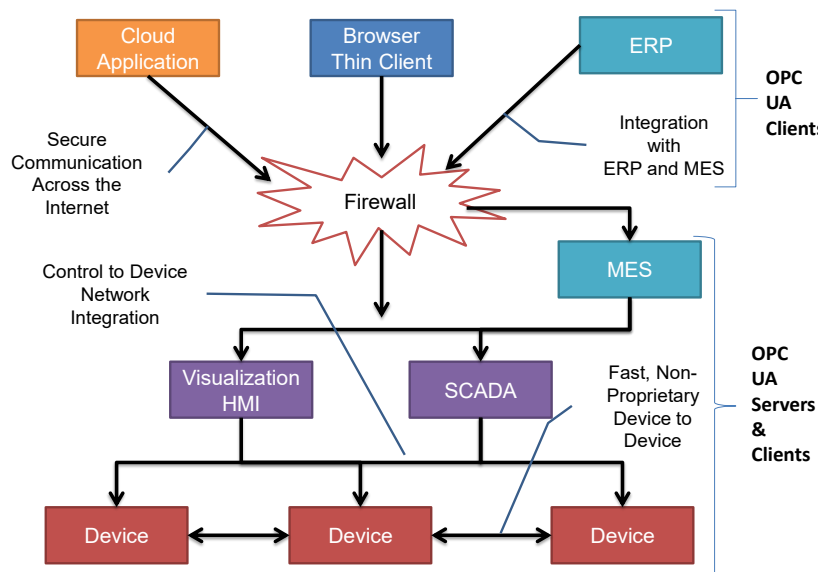 Cloud
Application
Browser
Thin Client
ERP
OPC
UA
Clients
Secure
Communication
Across the
Internet
Integration
with
ERP and MES
Firewall
Control to Device
Network
Integration
MES
Visualization
HMI
SCADA
Fast, Non-
Proprietary
Device to
Device
OPC
UA
Servers
&
Clients
Device
Device
Device